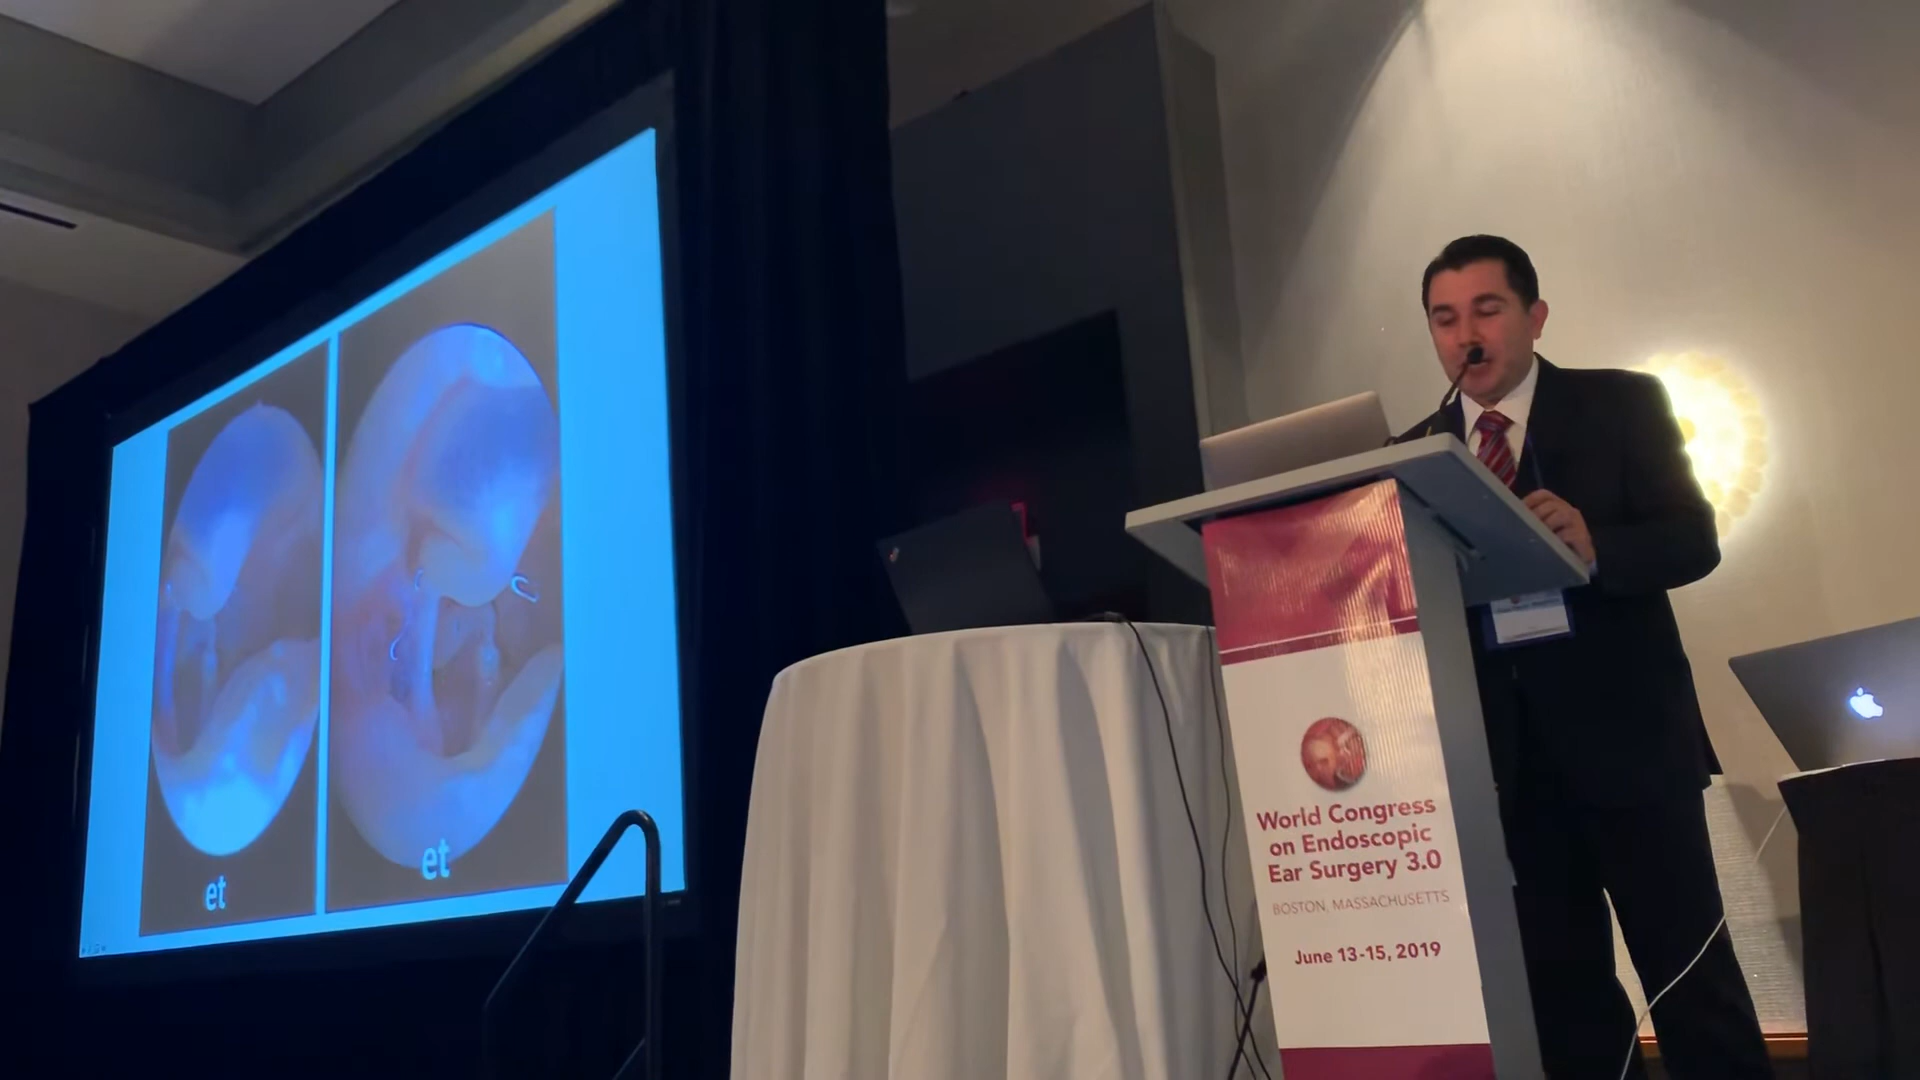 et
et
World Congress
on Endoscopic
Ear Surgery 3.0
BOSTON, MASSACHUSETTS
June 13-15, 2019